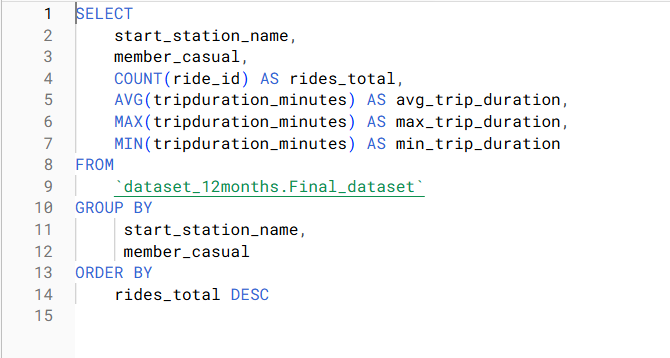 1 SELECT
2 start_station_name,
3 member_casual,
4 COUNT(ride_id) AS rides_total,
5 AVG(tripduration_minutes) AS avg_trip_duration,
6 MAX(tripduration_minutes) AS max_trip_duration,
7 MIN(tripduration_minutes) AS min_trip_duration
8 FROM
9 `dataset_12months.Final_dataset`
10 GROUP BY
11 start_station_name,
12 member_casual
13 ORDER BY
14 rides_total DESC
15